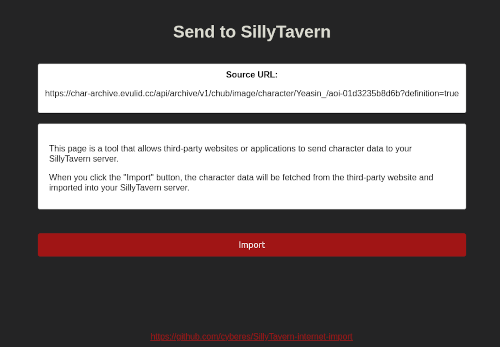 Send to SillyTavern
Source URL:
https://char-archive.evulid.cc/api/archive/v1/chub/image/character/Yeasin_/aoi-01d3235b8d6b?definition=true
This page is a tool that allows third-party websites or applications to send character data to your
SillyTavern server.
When you click the "Import" button, the character data will be fetched from the third-party website and
imported into your SillyTavern server.
Import
https://github.com/cyberes/SillyTavern-Internet-Import